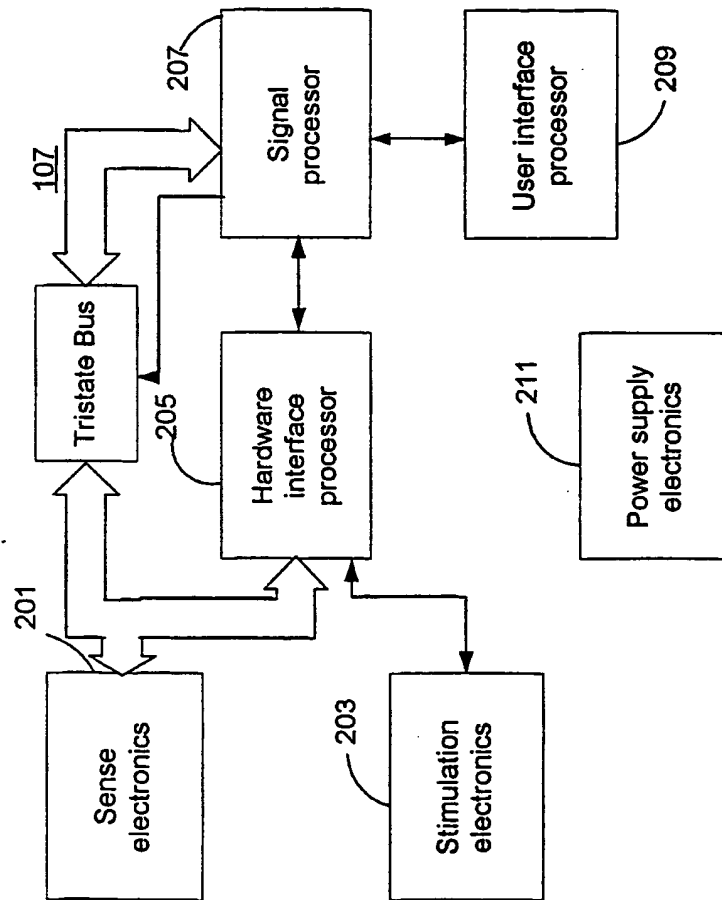 201
Sense
electronics
203
Stimulation
electronics
Tristate Bus
107
205
Hardware
interface
processor
207
Signal
processor
211
Power supply
electronics
User interface
processor
209